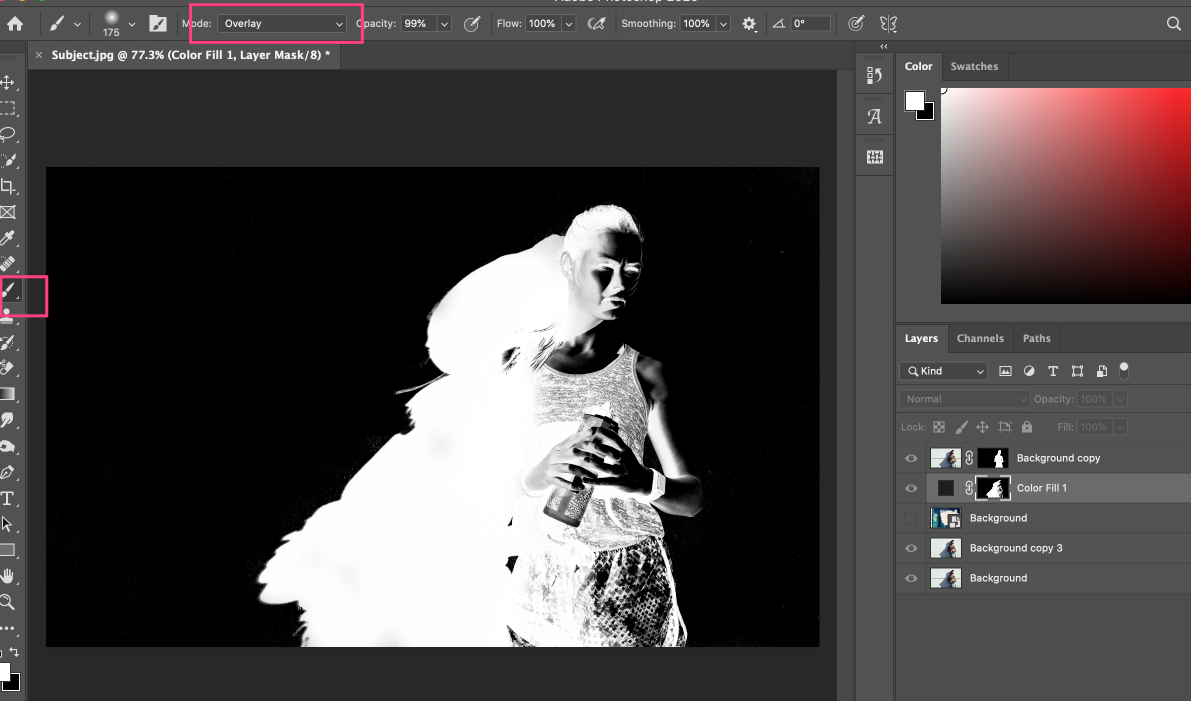 175
Mode: Overlay
Opacity: 99%
Flow: 100%
Smoothing: 100%
0°
× Subject.jpg @ 77.3% (Color Fill 1, Layer Mask/8) *
Color
Swatches
Layers
Channels
Paths
Kind
Normal
Opacity: 100%
Lock:
Fill: 100%
Background copy
Color Fill 1
Background
Background copy 3
Background